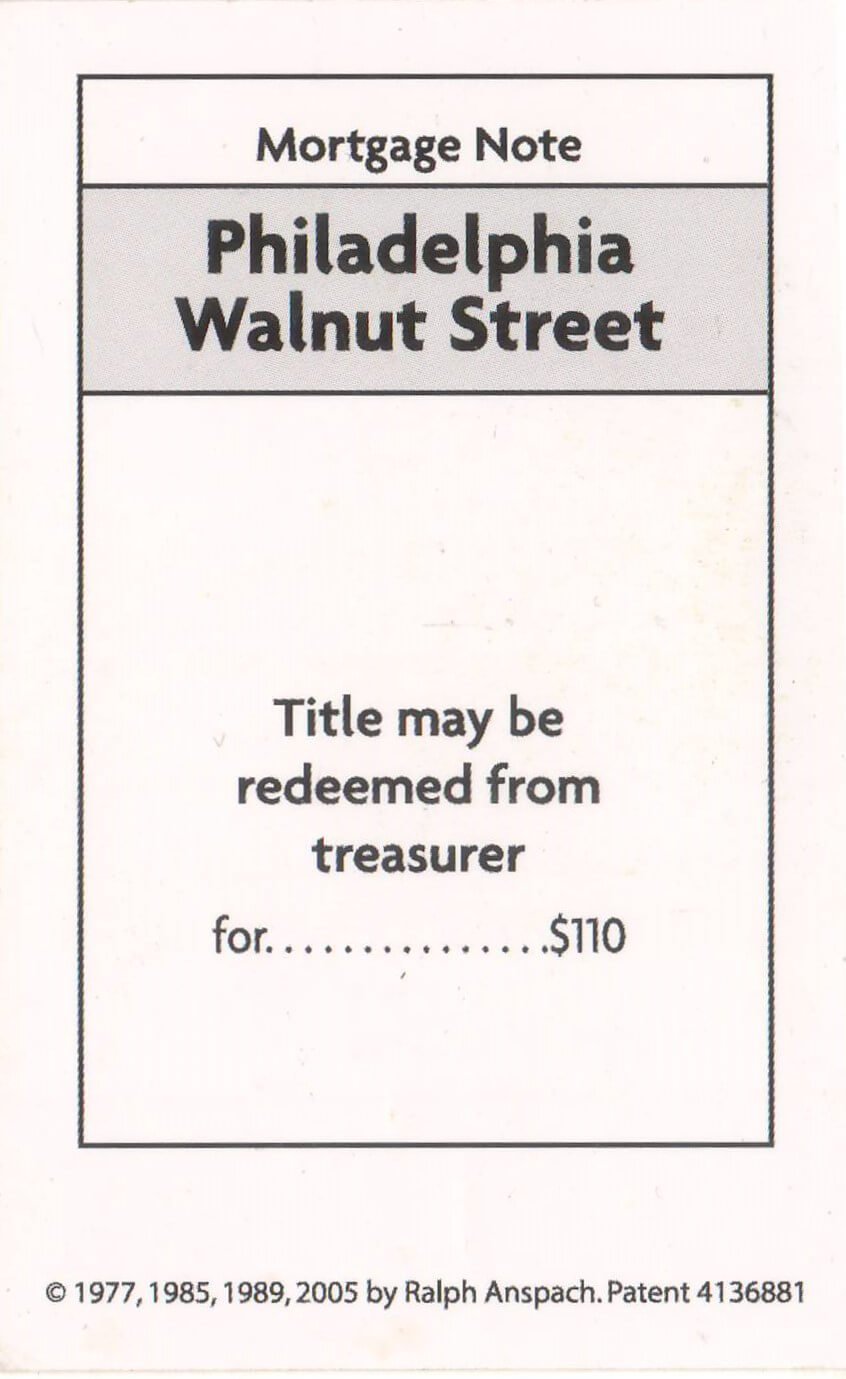 Mortgage Note
Philadelphia
Walnut Street
Title may be
redeemed from
treasurer
for................$110
© 1977, 1985, 1989, 2005 by Ralph Anspach. Patent 4136881